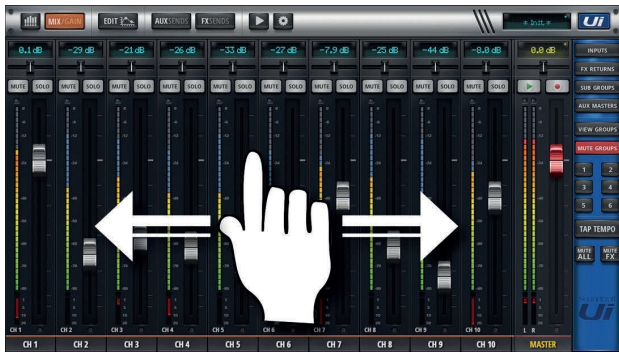 MIX/GAIN EDIT AUXSENDS FXSENDS * Init * Ui
0.1 dB -29 dB -21 dB -26 dB -33 dB -27 dB -7.9 dB -25 dB -44 dB -8.0 dB 0.0 dB INPUTS
FX RETURNS
MUTE SOLO MUTE SOLO MUTE SOLO MUTE SOLO MUTE SOLO MUTE SOLO MUTE SOLO MUTE SOLO MUTE SOLO MUTE SOLO SUB GROUPS
AUX MASTERS
VIEW GROUPS
MUTE GROUPS
1 2
3 4
5 6
TAP TEMPO
MUTE ALL MUTE FX
Ui
CH 1 CH 2 CH 3 CH 4 CH 5 CH 6 CH 7 CH 8 CH 9 CH 10 L R
CH 1 CH 2 CH 3 CH 4 CH 5 CH 6 CH 7 CH 8 CH 9 CH 10 MASTER